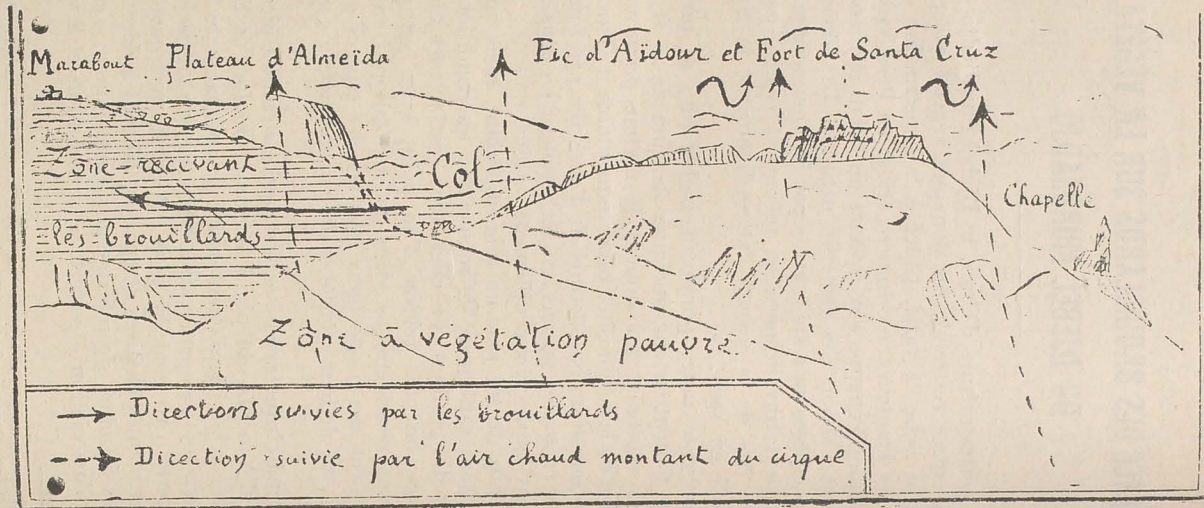 Marabout Plateau d'Almeïda Pic d'Aïdour et Fort de Santa Cruz
Zone recevant
Col
Chapelle
les brouillards
Zône à végétation pauvre
Directions suivies par les brouillards
Direction suivie par l'air chaud montant du cirque